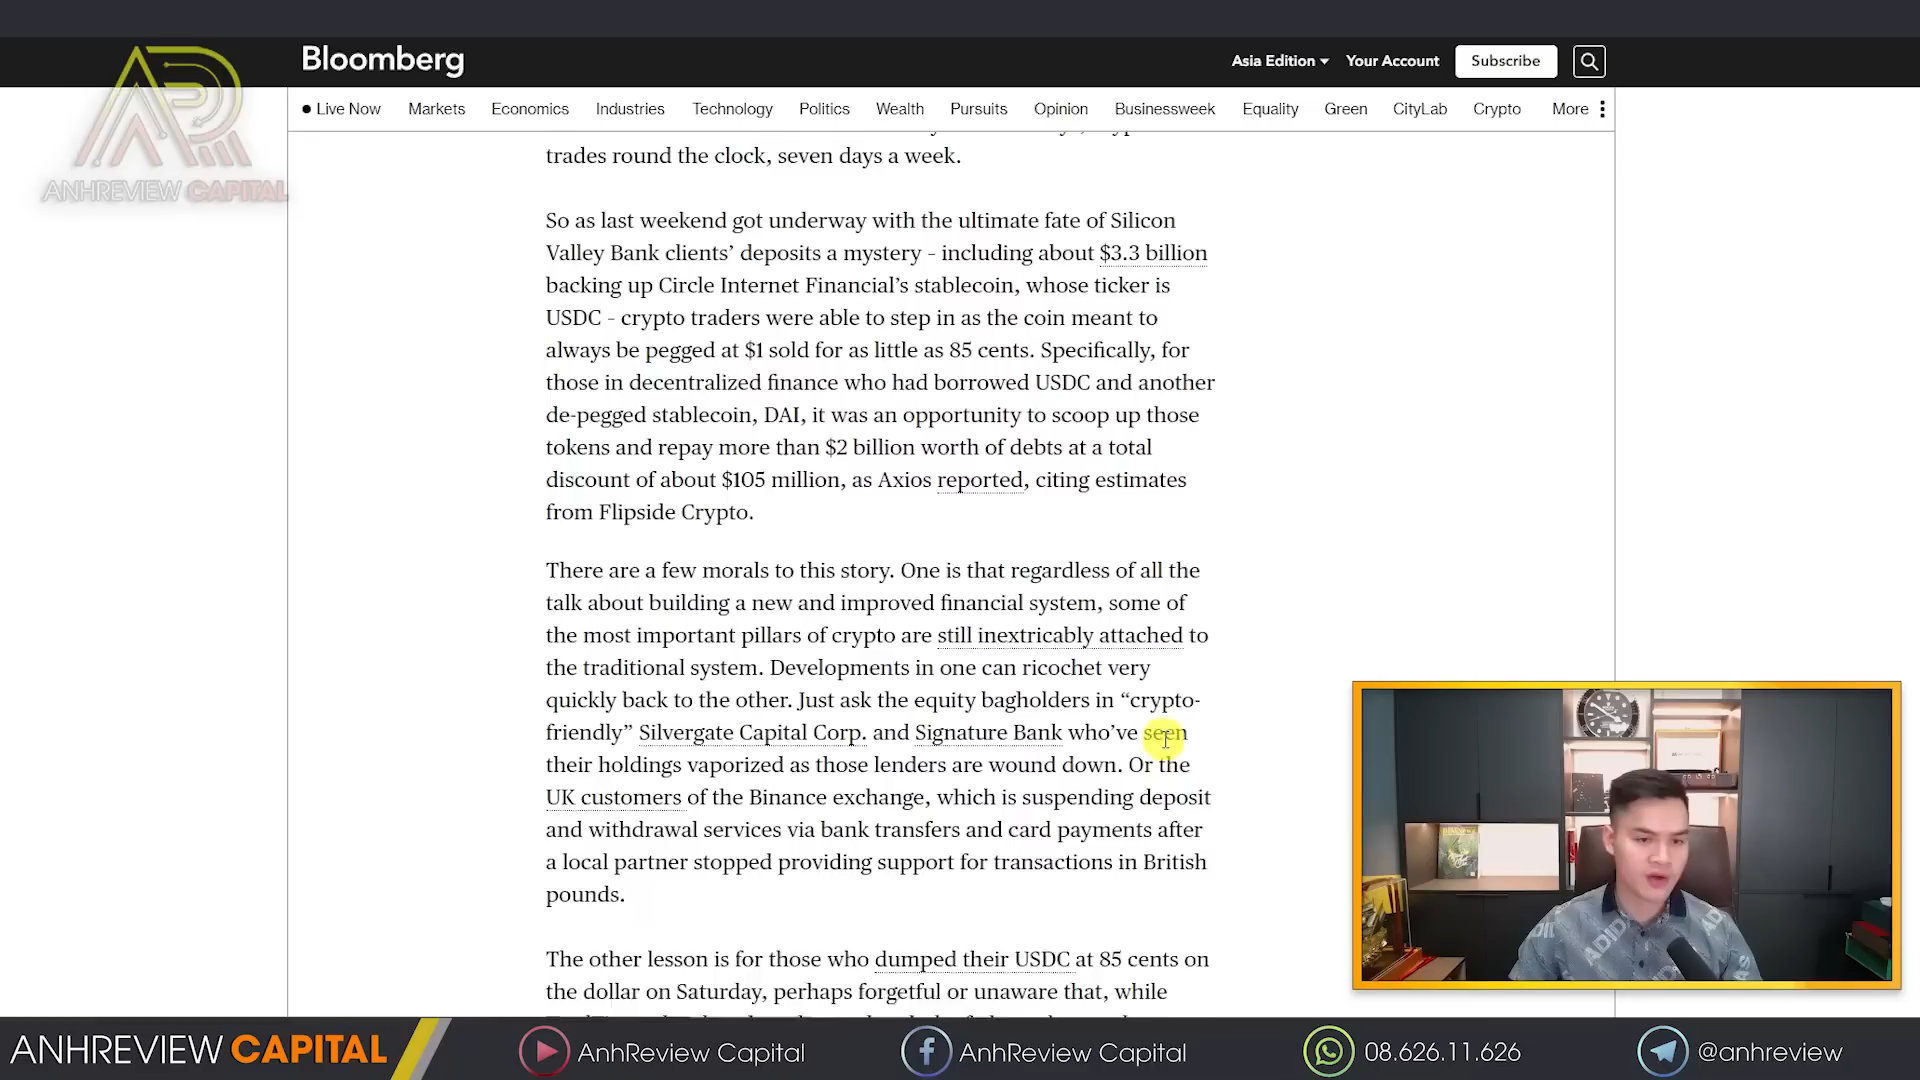 Bloomberg
Asia Edition
Your Account
Subscribe
Live Now
Markets
Economics
Industries
Technology
Politics
Wealth
Pursuits
Opinion
Businessweek
Equality
Green
CityLab
Crypto
More
ANHREVIEW CAPITAL
trades round the clock, seven days a week.
So as last weekend got underway with the ultimate fate of Silicon
Valley Bank clients’ deposits a mystery – including about $3.3 billion
backing up Circle Internet Financial’s stablecoin, whose ticker is
USDC – crypto traders were able to step in as the coin meant to
always be pegged at $1 sold for as little as 85 cents. Specifically, for
those in decentralized finance who had borrowed USDC and another
de-pegged stablecoin, DAI, it was an opportunity to scoop up those
tokens and repay more than $2 billion worth of debts at a total
discount of about $105 million, as Axios reported, citing estimates
from Flipside Crypto.
There are a few morals to this story. One is that regardless of all the
talk about building a new and improved financial system, some of
the most important pillars of crypto are still inextricably attached to
the traditional system. Developments in one can ricochet very
quickly back to the other. Just ask the equity bagholders in “crypto-
friendly” Silvergate Capital Corp. and Signature Bank who’ve seen
their holdings vaporized as those lenders are wound down. Or the
UK customers of the Binance exchange, which is suspending deposit
and withdrawal services via bank transfers and card payments after
a local partner stopped providing support for transactions in British
pounds.
The other lesson is for those who dumped their USDC at 85 cents on
the dollar on Saturday, perhaps forgetful or unaware that, while
ANHREVIEW CAPITAL
AnhReview Capital
AnhReview Capital
08.626.11.626
@anhreview